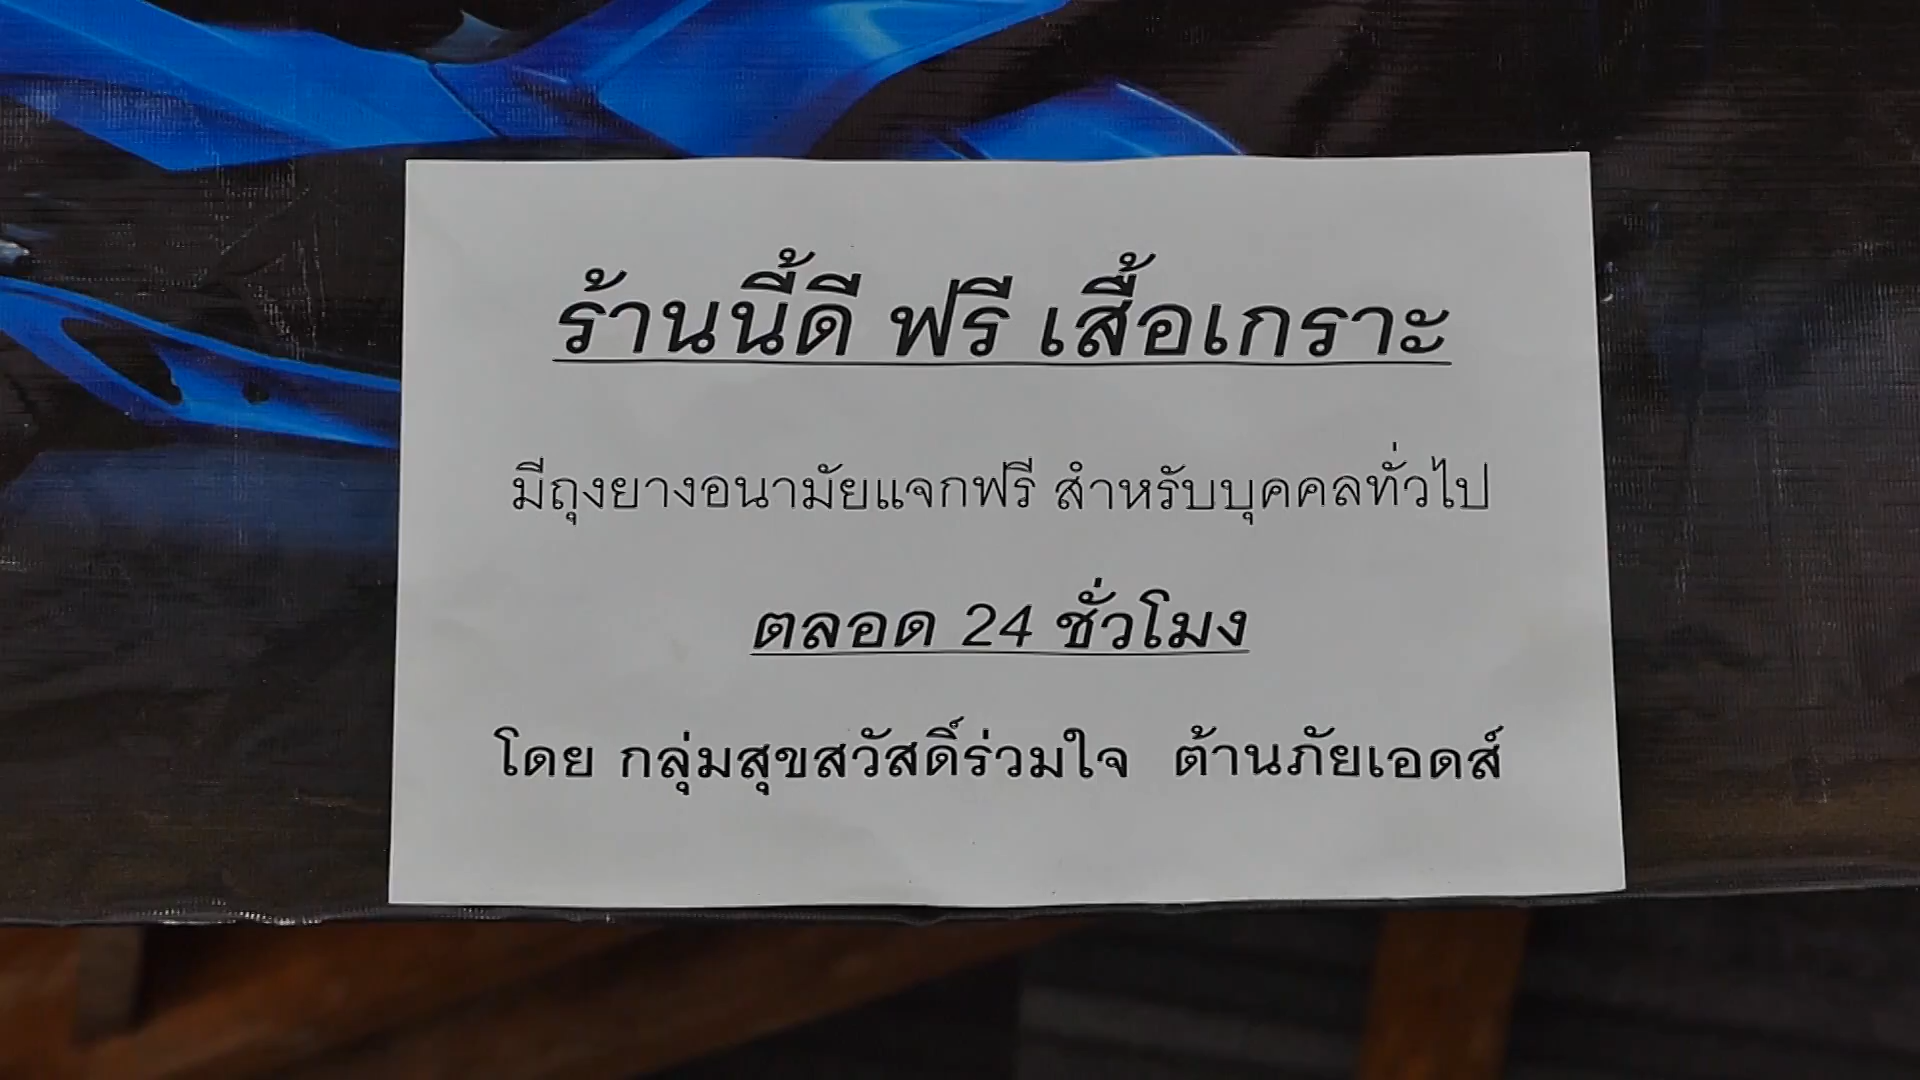 ร้านนี้ดี ฟรี เสื้อเกราะ
มีถุงยางอนามัยแจกฟรี สำหรับบุคคลทั่วไป
ตลอด 24 ชั่วโมง
โดย กลุ่มสุขสวัสดิ์ร่วมใจ ต้านภัยเอดส์